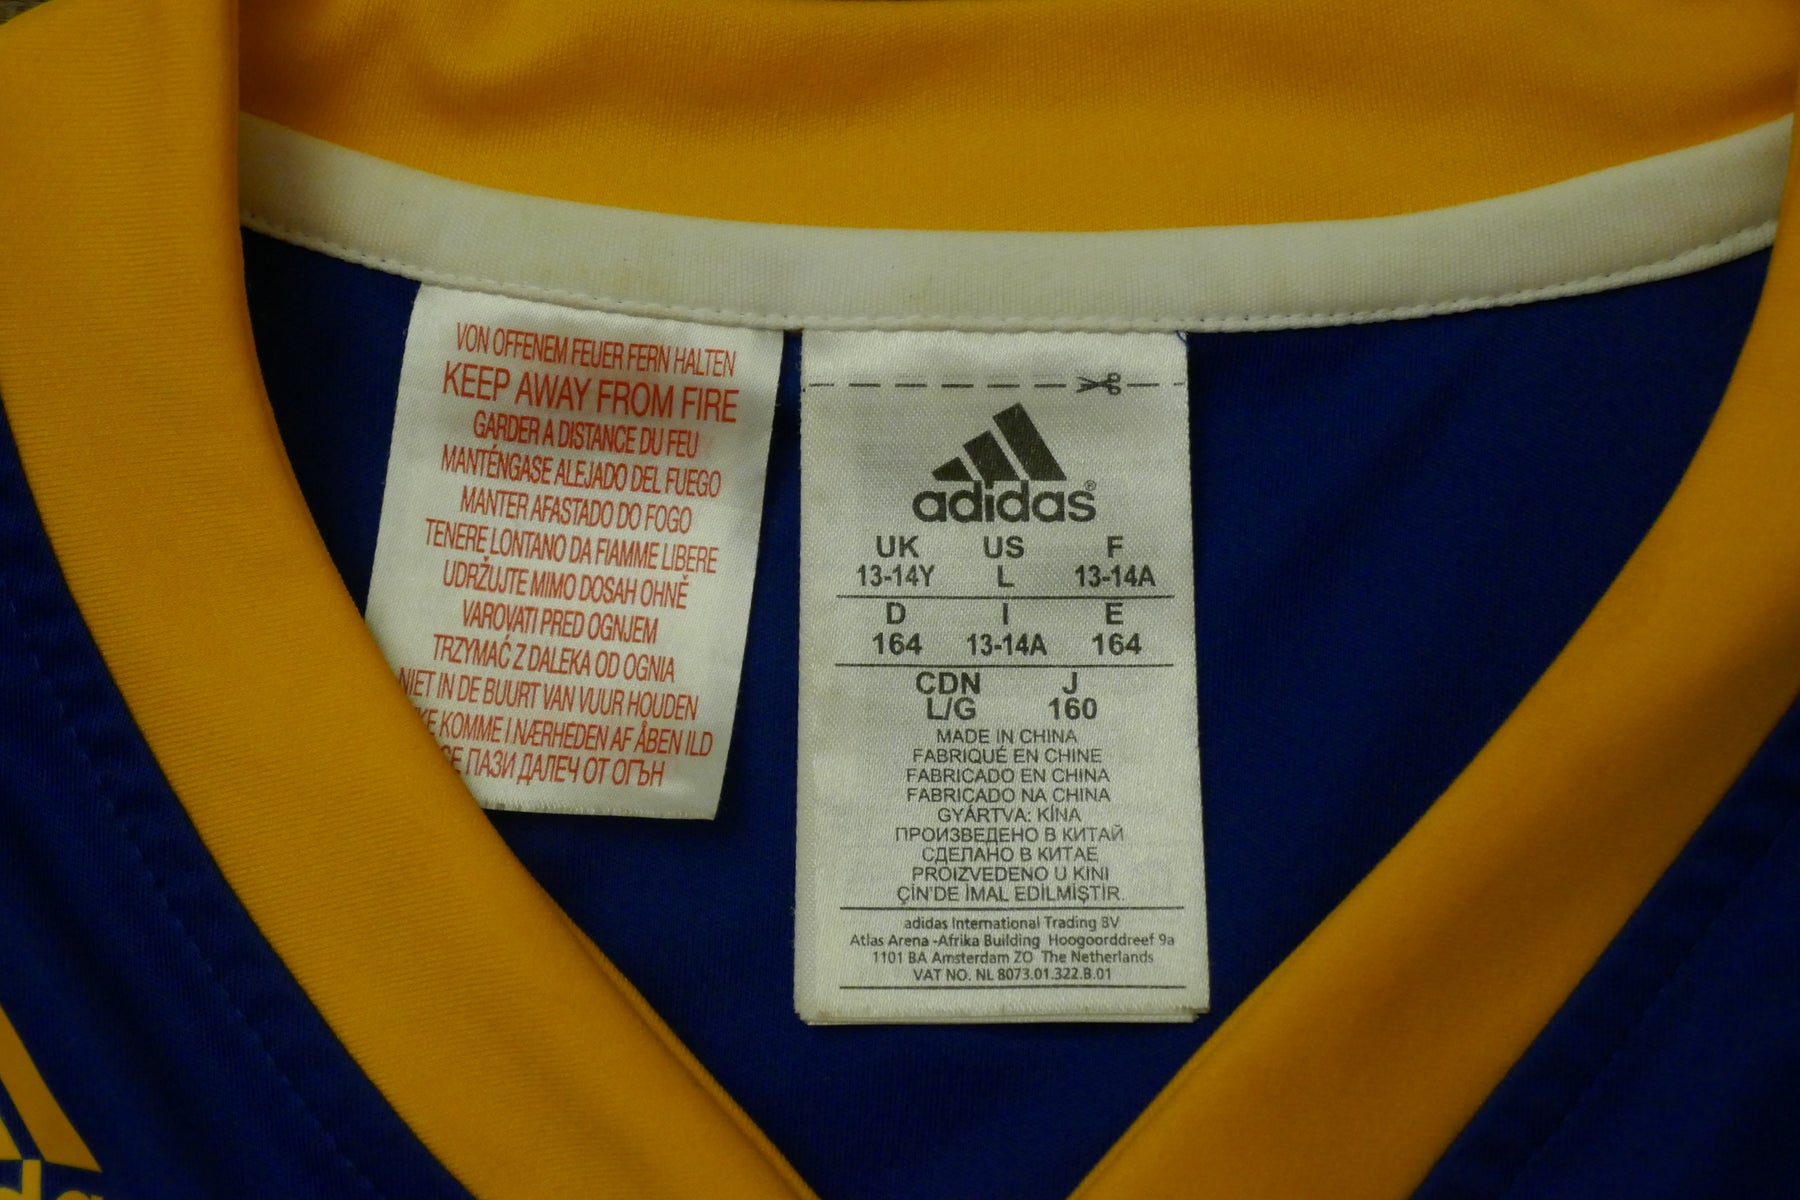 VON OFFENEM FEUER FERN HALTEN
KEEP AWAY FROM FIRE
GARDER A DISTANCE DU FEU
MANTÉNGASE ALEJADO DEL FUEGO
MANTER AFASTADO DO FOGO
TENERE LONTANO DA FIAMME LIBERE
UDRŽUJTE MIMO DOSAH OHNĚ
VAROVATI PRED OGNJEM
TRZYMAĆ Z DALEKA OD OGNIA
NIET IN DE BUURT VAN VUUR HOUDEN
KOMME I NÆRHEDEN AF ÅBEN ILD
ПАЗИ ДАЛЕЧ ОТ ОГЪН
adidas®
UK US F
13-14Y L 13-14A
D I E
164 13-14A 164
CDN J
L/G 160
MADE IN CHINA
FABRIQUÉ EN CHINE
FABRICADO EN CHINA
FABRICADO NA CHINA
GYÁRTVA: KÍNA
ПРОИЗВЕДЕНО В КИТАЙ
СДЕЛАНО В КИТАЕ
PROIZVEDENO U KINI
ÇİN'DE İMAL EDİLMİŞTİR.
adidas International Trading BV
Atlas Arena -Afrika Building Hoogoorddreef 9a
1101 BA Amsterdam ZO The Netherlands
VAT NO. NL 8073.01.322.B.01